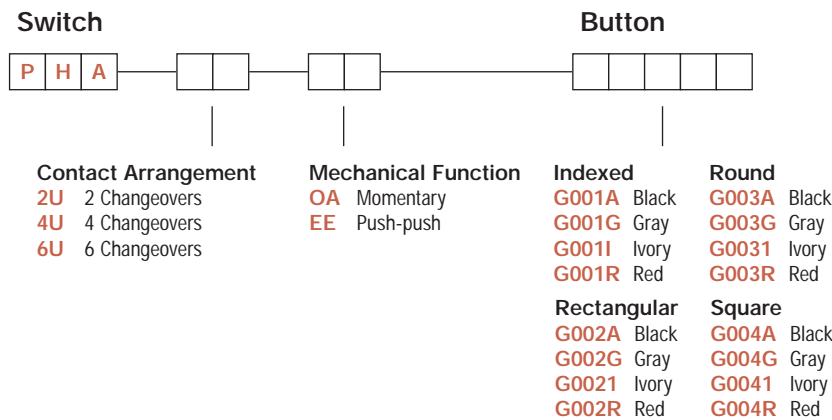 Switch
Button
P H A
Contact Arrangement
2U 2 Changeovers
4U 4 Changeovers
6U 6 Changeovers
Mechanical Function
OA Momentary
EE Push-push
Indexed
G001A Black
G001G Gray
G001I Ivory
G001R Red
Round
G003A Black
G003G Gray
G0031 Ivory
G003R Red
Rectangular
G002A Black
G002G Gray
G0021 Ivory
G002R Red
Square
G004A Black
G004G Gray
G0041 Ivory
G004R Red